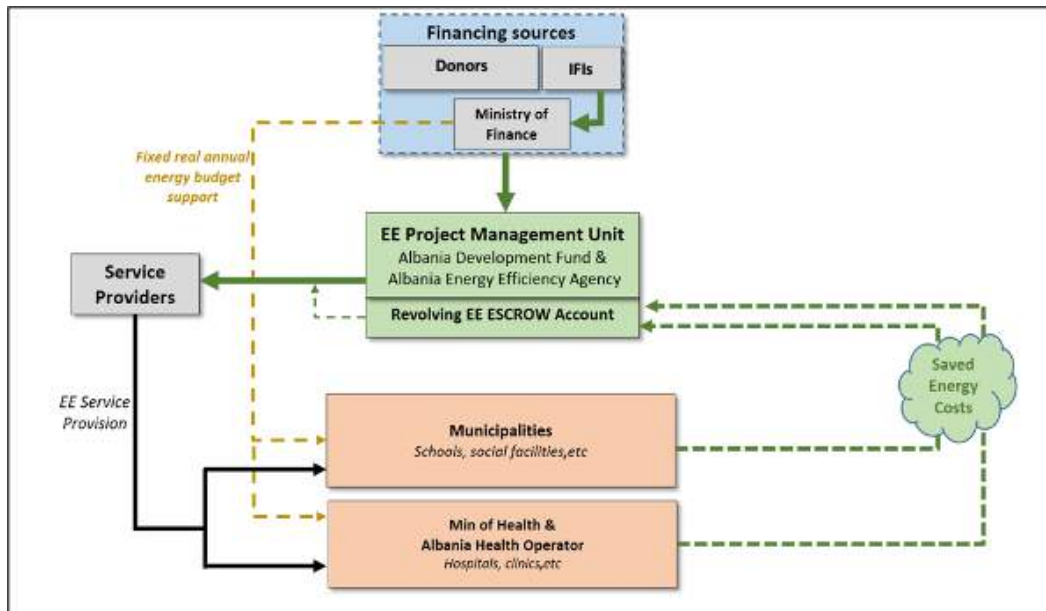 Financing sources
Donors
IFIs
Ministry of
Finance
Fixed real annual
energy budget
support
EE Project Management Unit
Albania Development Fund &
Albania Energy Efficiency Agency
Revolving EE ESCROW Account
Service
Providers
Saved
Energy
Costs
EE Service
Provision
Municipalities
Schools, social facilities,etc
Min of Health &
Albania Health Operator
Hospitals, clinics,etc